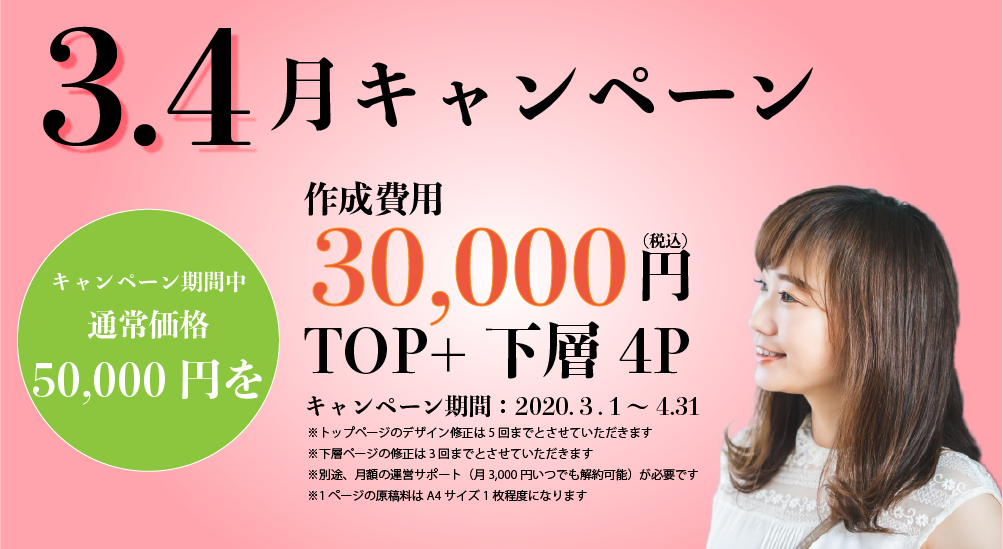 3.4月キャンペーン
キャンペーン期間中
通常価格
50,000 円を
作成費用
30,000円(税込)
TOP+ 下層 4P
キャンペーン期間：2020.3.1～4.31
※トップページのデザイン修正は5回までとさせていただきます
※下層ページの修正は3回までとさせていただきます
※別途、月額の運営サポート（月3,000円いつでも解約可能）が必要です
※1ページの原稿料はA4サイズ1枚程度になります